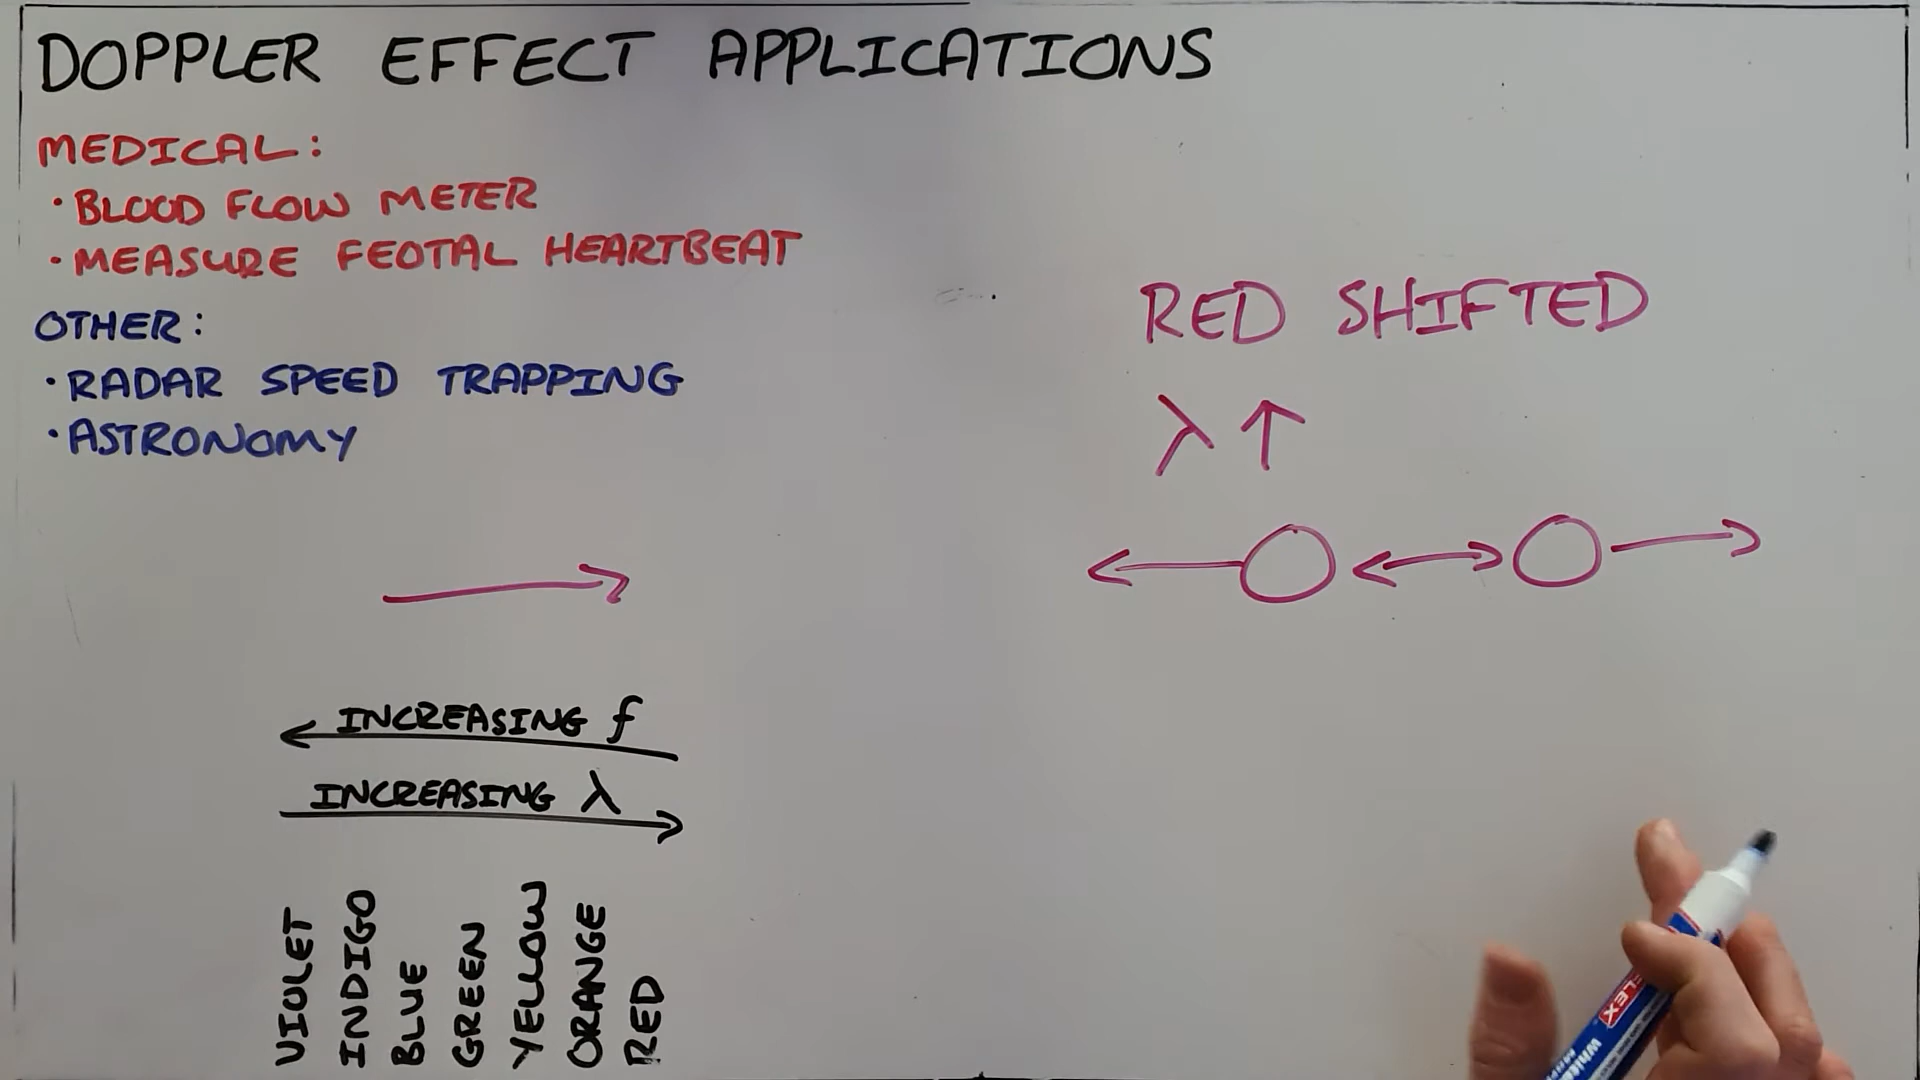 DOPPLER EFFECT APPLICATIONS
MEDICAL:
• BLOOD FLOW METER
• MEASURE FEOTAL HEARTBEAT
OTHER:
• RADAR SPEED TRAPPING
• ASTRONOMY
RED SHIFTED
λ ↑
INCREASING f
INCREASING λ
VIOLET
INDIGO
BLUE
GREEN
YELLOW
ORANGE
RED